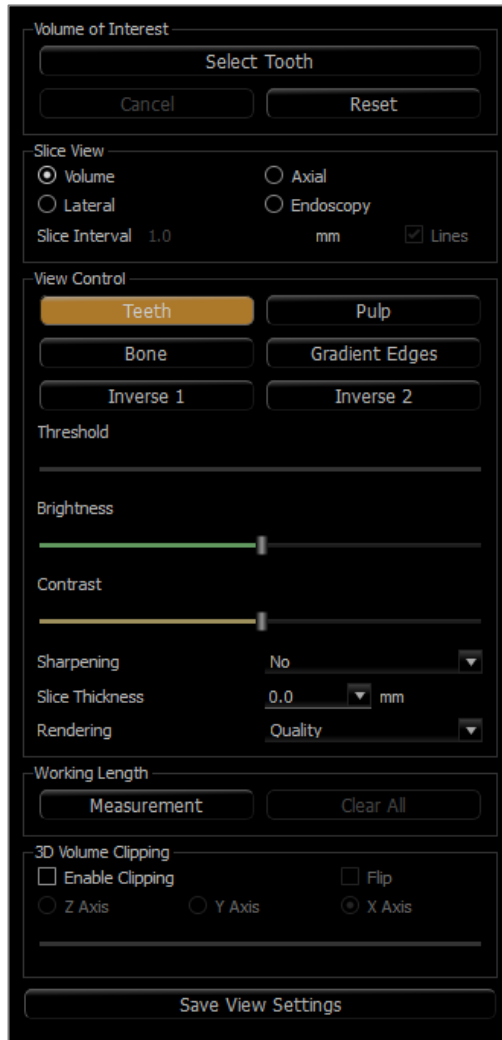 Volume of Interest
Select Tooth
Cancel Reset
Slice View
Volume Axial
Lateral Endoscopy
Slice Interval 1.0 mm Lines
View Control
Teeth Pulp
Bone Gradient Edges
Inverse 1 Inverse 2
Threshold
Brightness
Contrast
Sharpening No
Slice Thickness 0.0 mm
Rendering Quality
Working Length
Measurement Clear All
3D Volume Clipping
Enable Clipping Flip
Z Axis Y Axis X Axis
Save View Settings